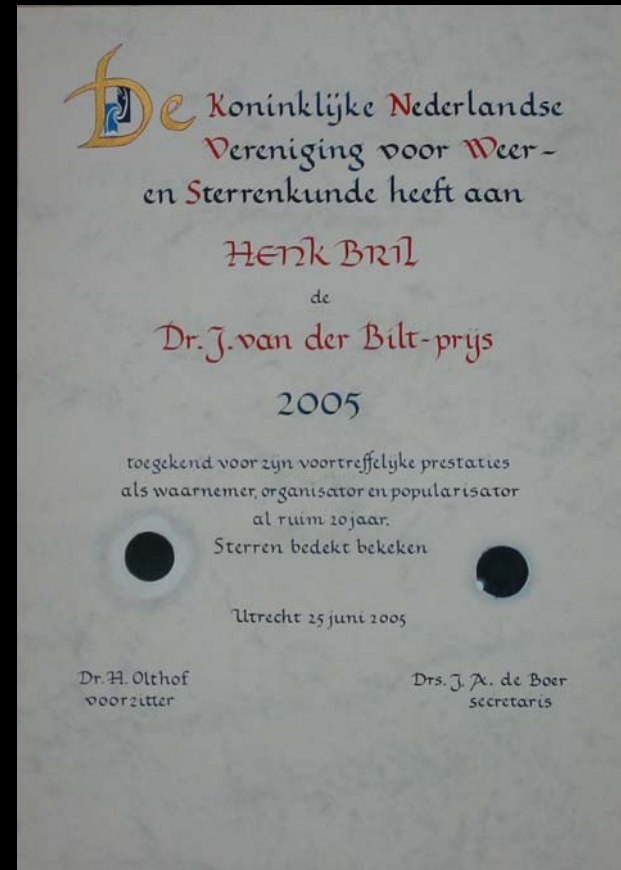 De Koninklijke Nederlandse
Vereniging voor Weer-
en Sterrenkunde heeft aan
Henk Bril
de
Dr. J. van der Bilt-prijs
2005
toegekend voor zijn voortreffelijke prestaties
als waarnemer, organisator en popularisator
al ruim 20 jaar.
Sterren bedekt bekeken
Utrecht 25 juni 2005
Dr. H. Olthof
voorzitter
Drs. J. A. de Boer
secretaris